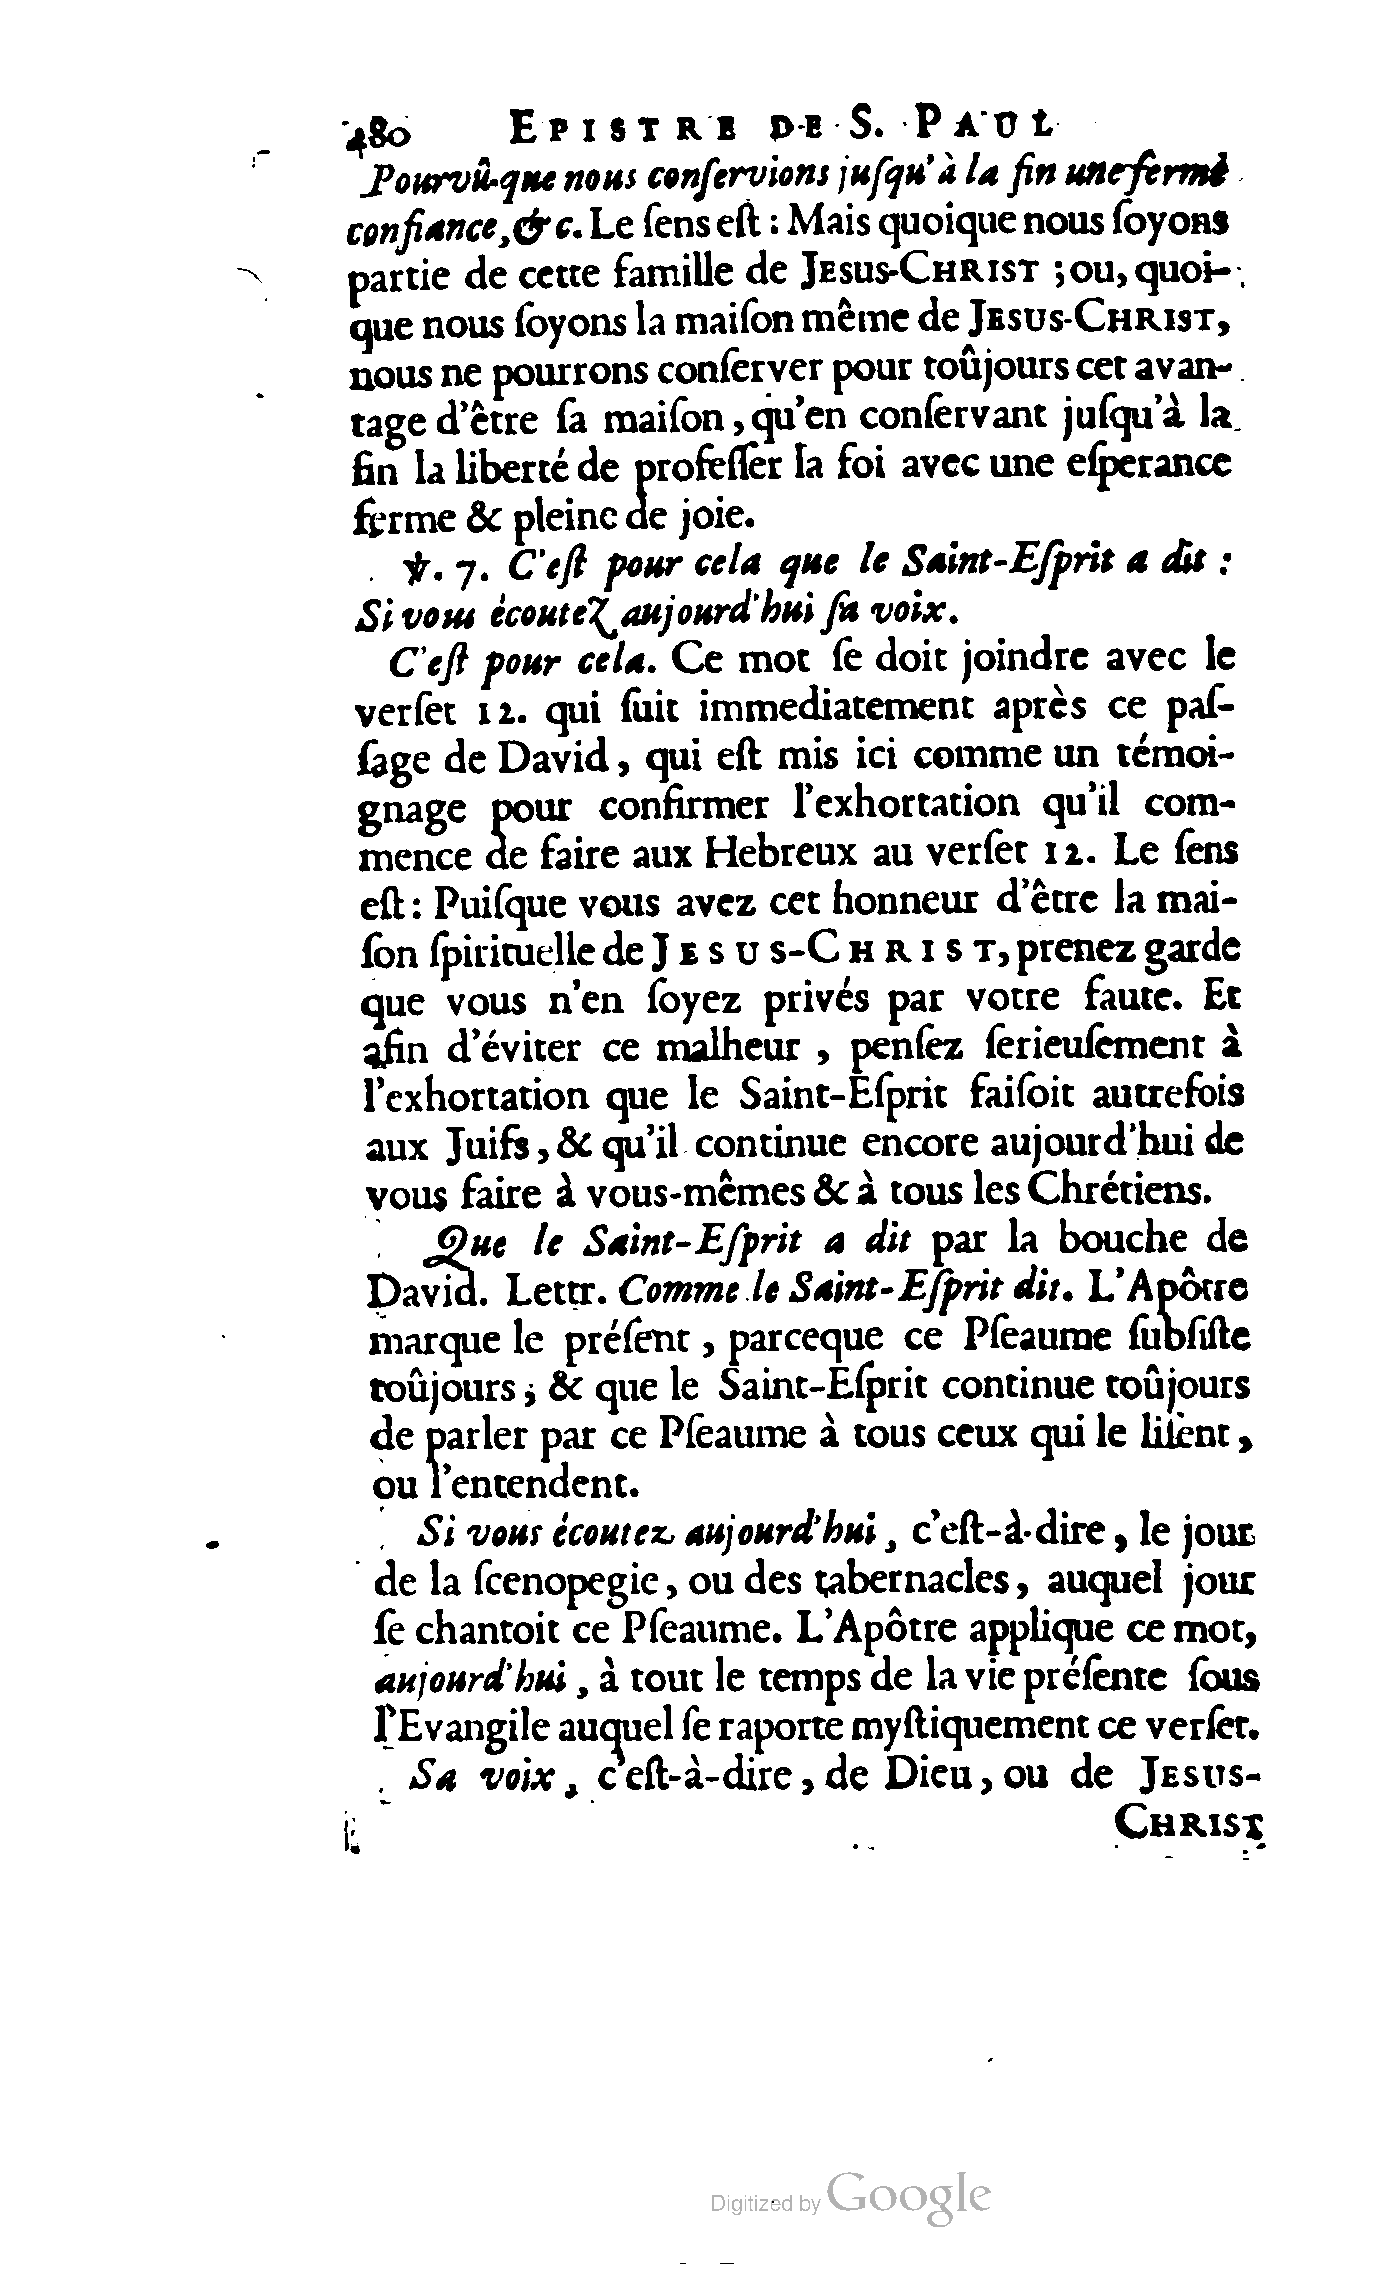 480 EPISTRE DE S. PAUL
Pourvû-que nous conſervions juſqu'à la fin une ferme
confiance, &c. Le ſens eſt : Mais quoique nous ſoyons
partie de cette famille de JESUS-CHRIST ; ou, quoi-
que nous ſoyons la maiſon même de JESUS-CHRIST,
nous ne pourrons conſerver pour toûjours cet avan-
tage d'être ſa maiſon, qu'en conſervant juſqu'à la
fin la liberté de profeſſer la foi avec une eſperance
ferme & pleine de joie.
℣. 7. C'eſt pour cela que le Saint-Eſprit a dit :
Si vous écoutez aujourd'hui ſa voix.
C'eſt pour cela. Ce mot ſe doit joindre avec le
verſet 12. qui ſuit immediatement après ce paſ-
ſage de David, qui eſt mis ici comme un témoi-
gnage pour confirmer l'exhortation qu'il com-
mence de faire aux Hebreux au verſet 12. Le ſens
eſt : Puiſque vous avez cet honneur d'être la mai-
ſon ſpirituelle de JESUS-CHRIST, prenez garde
que vous n'en ſoyez privés par votre faute. Et
afin d'éviter ce malheur , penſez ſerieuſement à
l'exhortation que le Saint-Eſprit faiſoit autrefois
aux Juifs, & qu'il continue encore aujourd'hui de
vous faire à vous-mêmes & à tous les Chrétiens.
Que le Saint-Eſprit a dit par la bouche de
David. Lettr. Comme le Saint-Eſprit dit. L'Apôtre
marque le préſent , parceque ce Pſeaume ſubſiſte
toûjours ; & que le Saint-Eſprit continue toûjours
de parler par ce Pſeaume à tous ceux qui le liſent,
ou l'entendent.
Si vous écoutez aujourd'hui, c'eſt-à-dire, le jour
de la ſcenopegie, ou des tabernacles, auquel jour
ſe chantoit ce Pſeaume. L'Apôtre applique ce mot,
aujourd'hui, à tout le temps de la vie préſente ſous
l'Evangile auquel ſe raporte myſtiquement ce verſet.
Sa voix, c'eſt-à-dire, de Dieu, ou de JESUS-
CHRIST
Digitized by Google